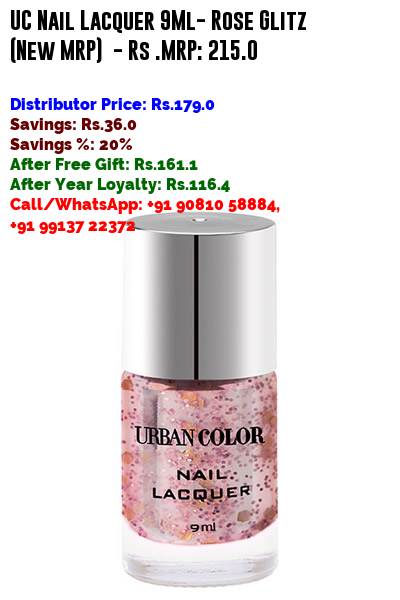 UC Nail Lacquer 9Ml- Rose Glitz
(New MRP) - Rs .MRP: 215.0
Distributor Price: Rs.179.0
Savings: Rs.36.0
Savings %: 20%
After Free Gift: Rs.161.1
After Year Loyalty: Rs.116.4
Call/WhatsApp: +91 90810 58884,
+91 99137 22372
URBAN COLOR
NAIL
LACQUER
9ml